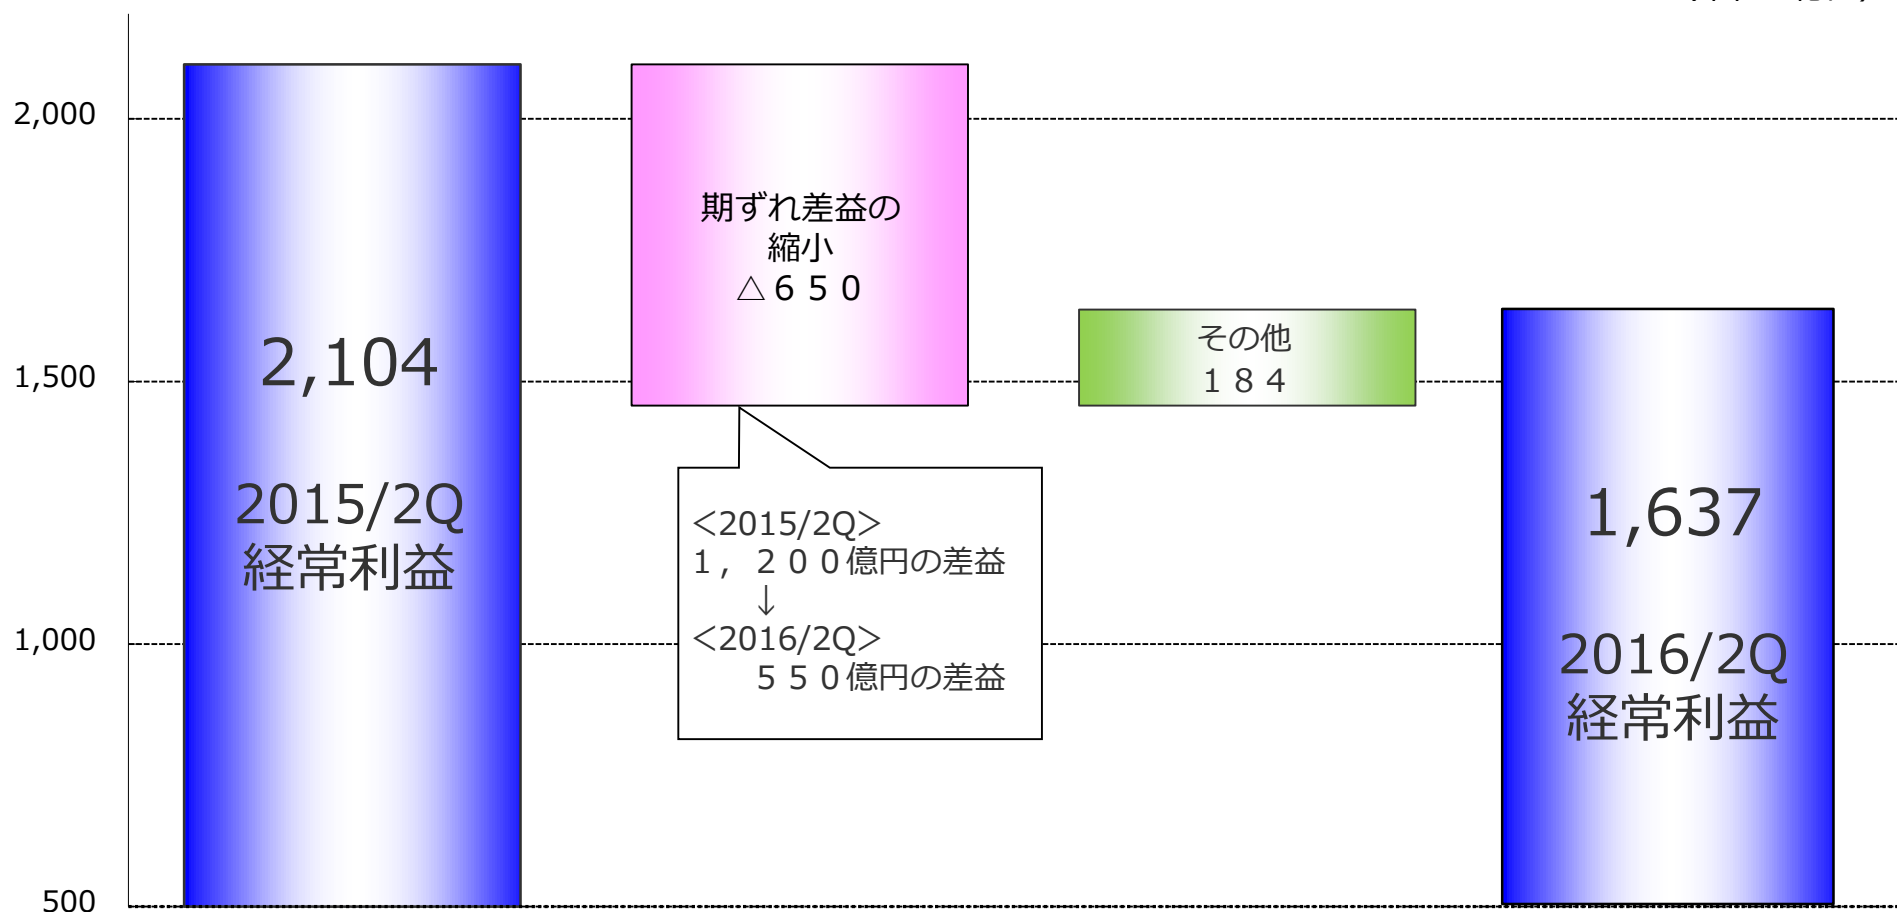 2,000
1,500
1,000
500
2,104
2015/2Q
経常利益
期ずれ差益の
縮小
△６５０
＜2015/2Q＞
１，２００億円の差益
↓
＜2016/2Q＞
５５０億円の差益
その他
１８４
1,637
2016/2Q
経常利益